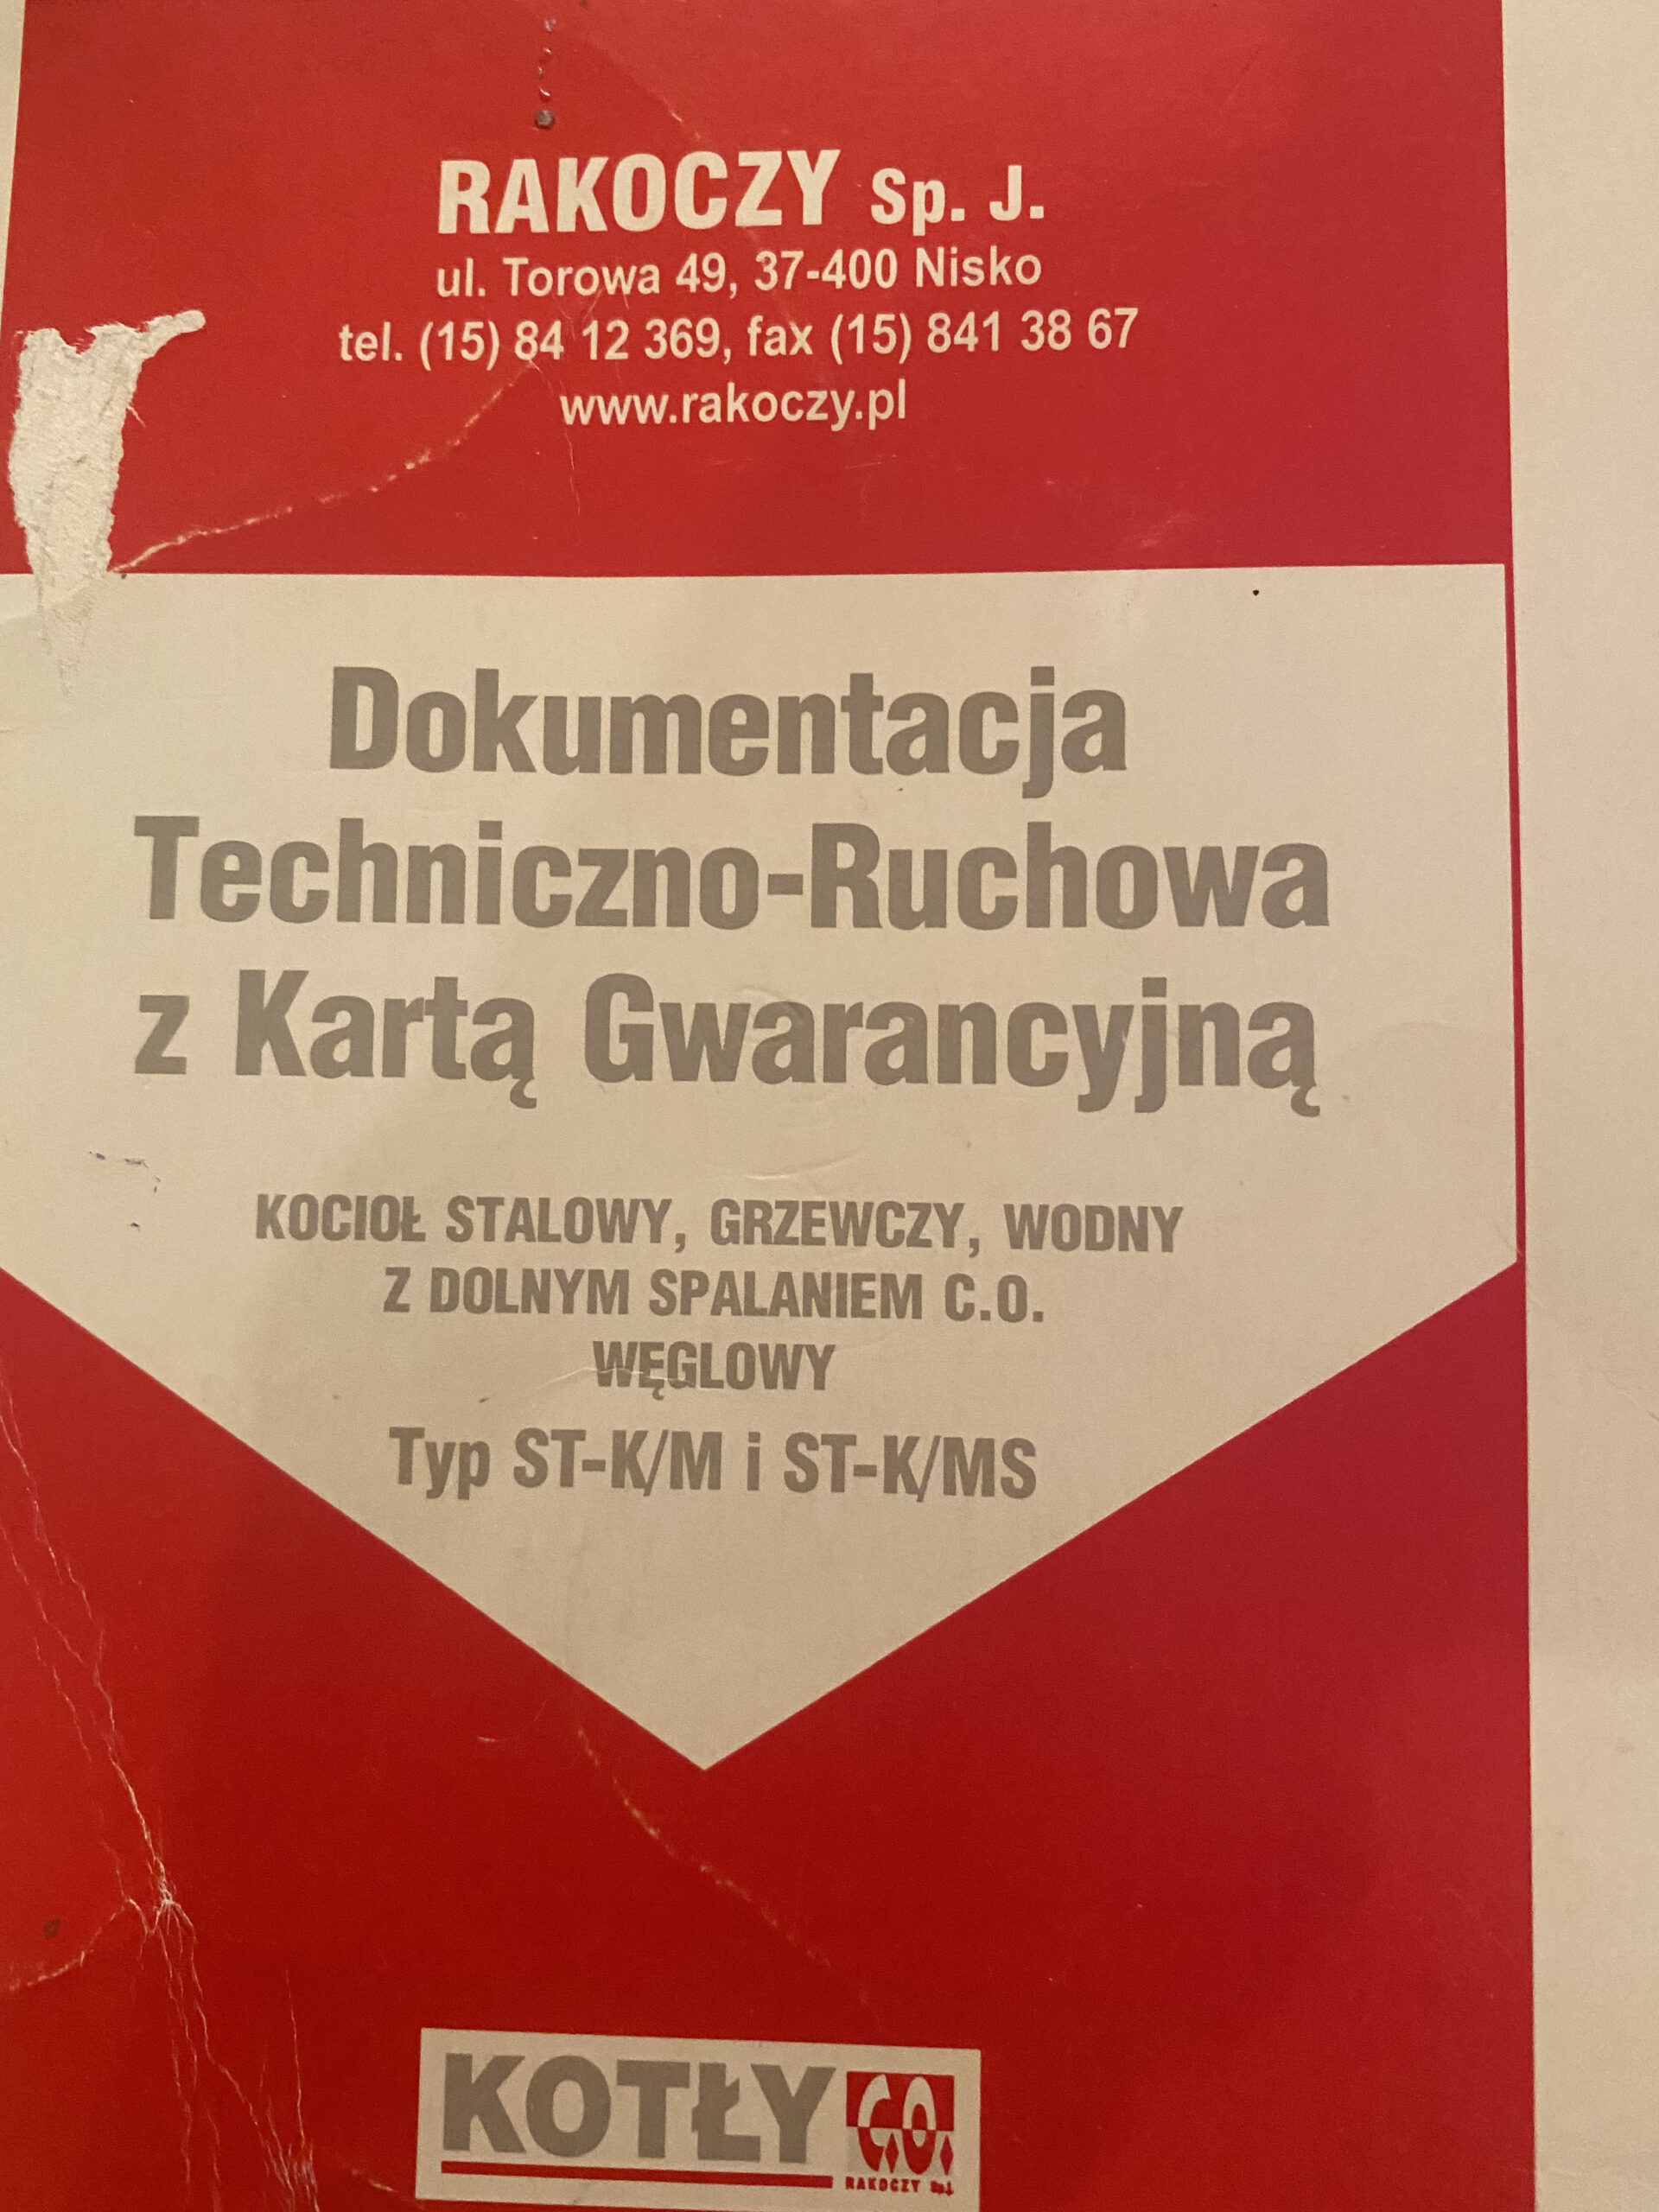 RAKOCZY Sp. J.
ul. Torowa 49, 37-400 Nisko
tel. (15) 84 12 369, fax (15) 841 38 67
www.rakoczy.pl
Dokumentacja
Techniczno-Ruchowa
z Kartą Gwarancyjną
KOCIOŁ STALOWY, GRZEWCZY, WODNY
Z DOLNYM SPALANIEM C.O.
WĘGLOWY
Typ ST-K/M i ST-K/MS
KOTŁY C.O.
RAKOCZY Sp.J.